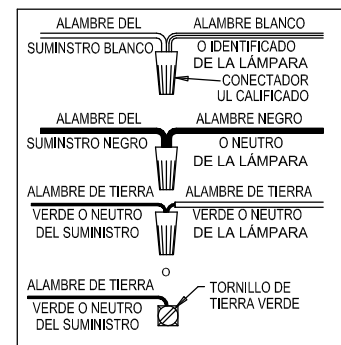 ALAMBRE DEL
SUMINSTRO BLANCO
ALAMBRE BLANCO
O IDENTIFICADO
DE LA LÁMPARA
CONECTADOR
UL CALIFICADO
ALAMBRE DEL
SUMINSTRO NEGRO
ALAMBRE NEGRO
O NEUTRO
DE LA LÁMPARA
ALAMBRE DE TIERRA
VERDE O NEUTRO
DEL SUMINISTRO
ALAMBRE DE TIERRA
VERDE O NEUTRO
DE LA LÁMPARA
O
ALAMBRE DE TIERRA
VERDE O NEUTRO
DEL SUMINISTRO
TORNILLO DE
TIERRA VERDE